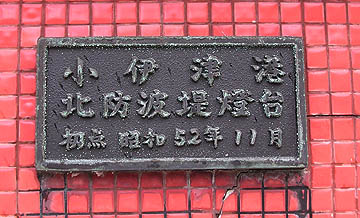 小伊津港
北防波堤燈台
初点 昭和52年11月